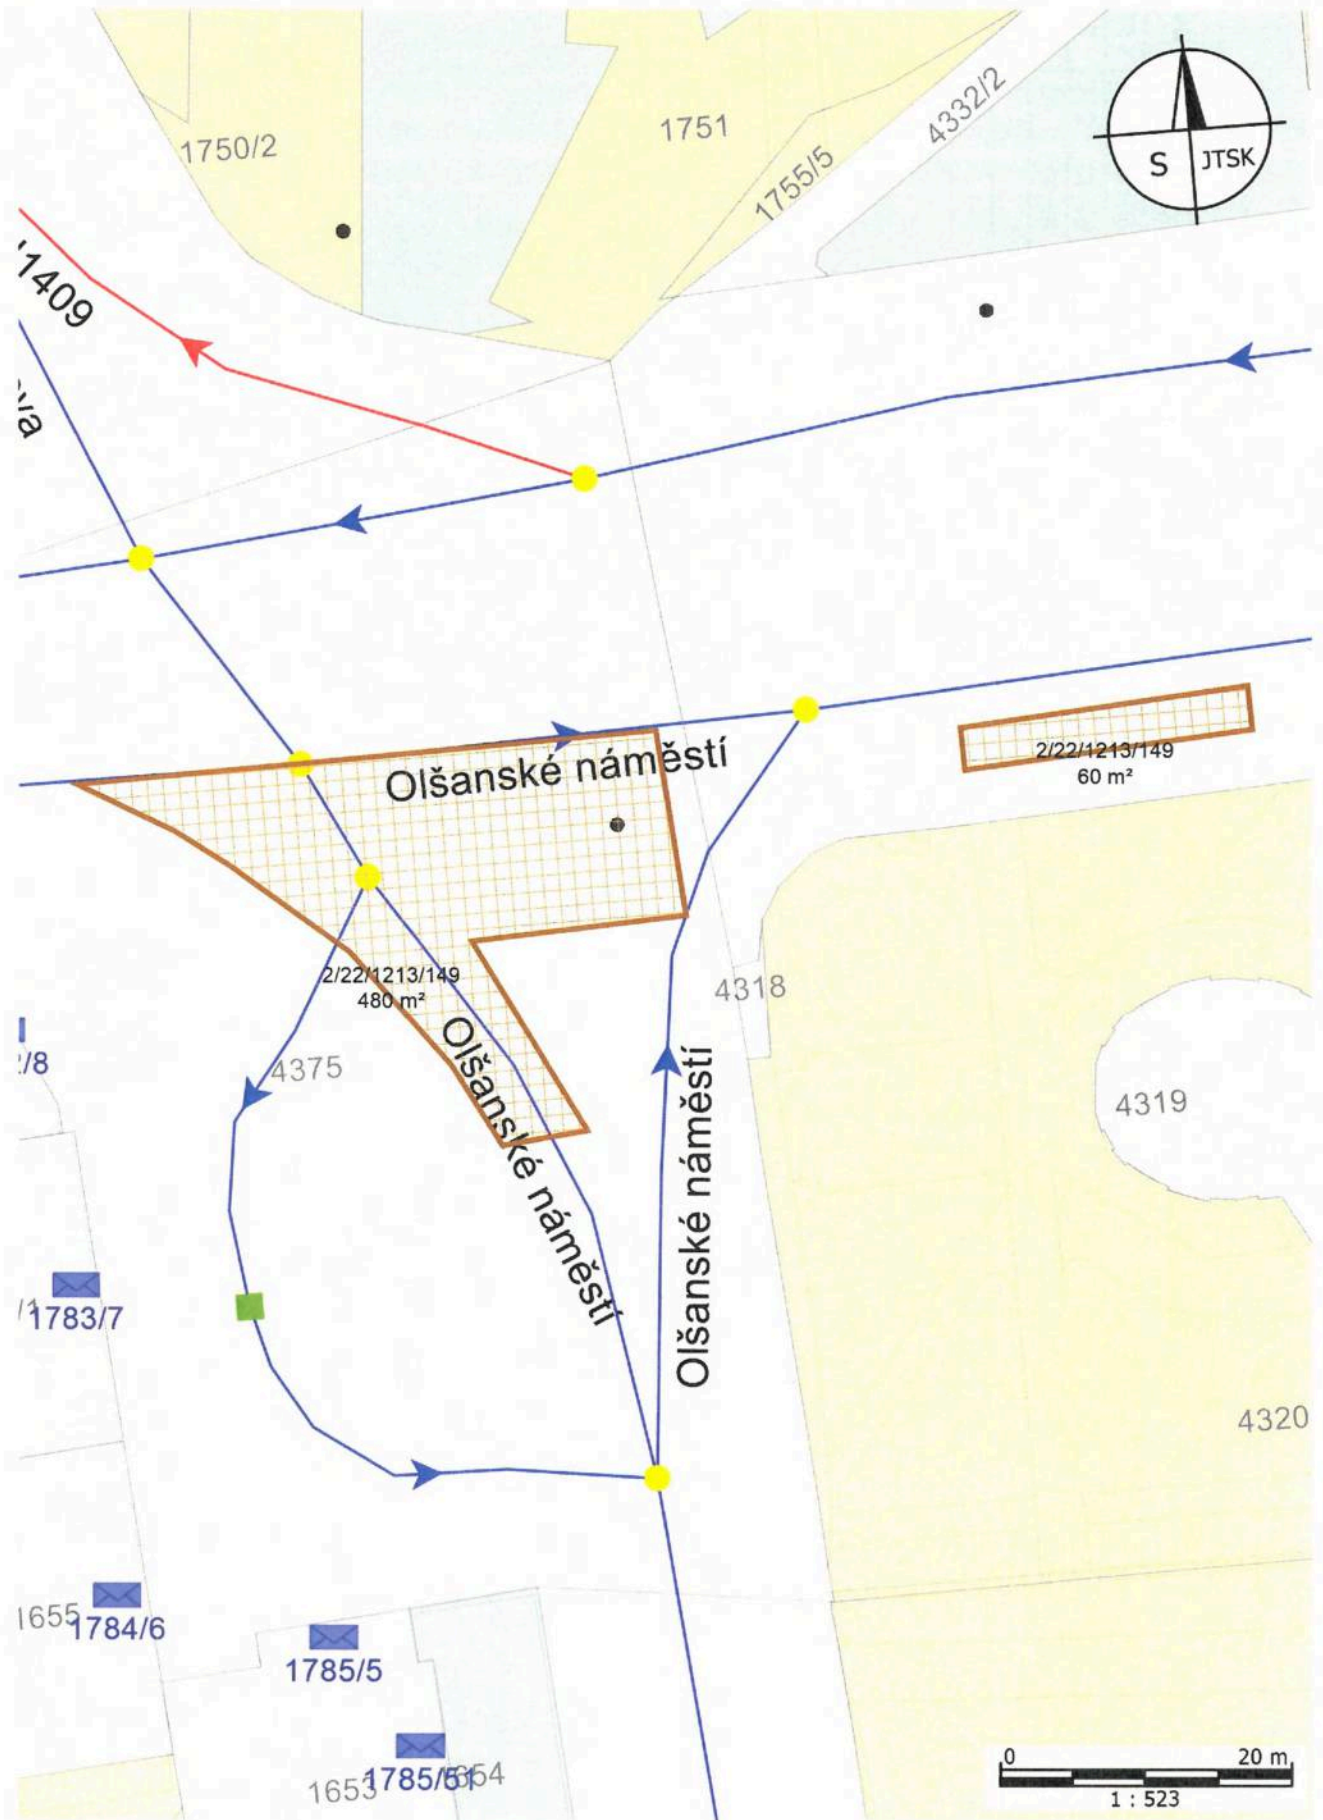 1750/2
1751
1755/5
4332/2
S JTSK
1409
Olšanské náměstí
2/22/1213/149
60 m²
2/22/1213/149
480 m²
4318
4375
/8
4319
Olšanské náměstí
Olšanské náměstí
1783/7
4320
1655
1784/6
1785/5
1653
1785/51
0 20 m
1 : 523